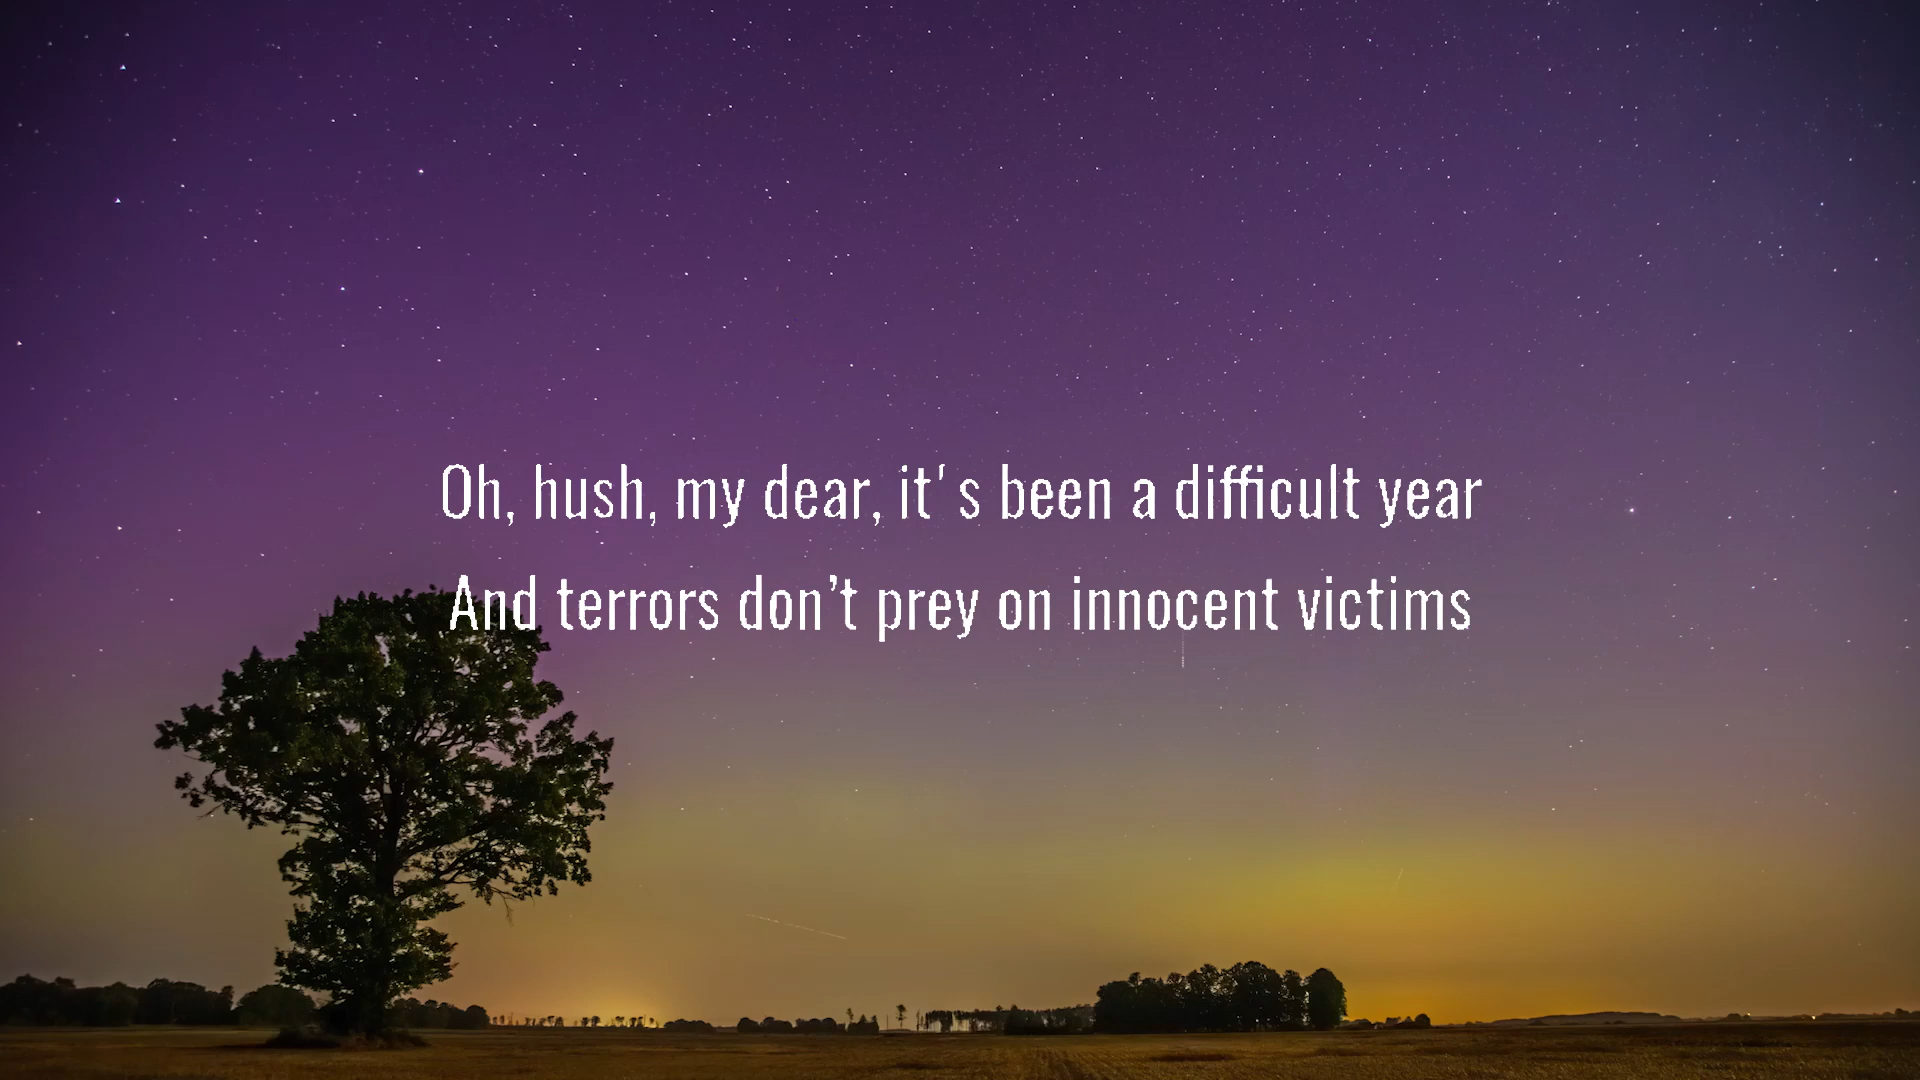 Oh, hush, my dear, it's been a difficult year
And terrors don’t prey on innocent victims